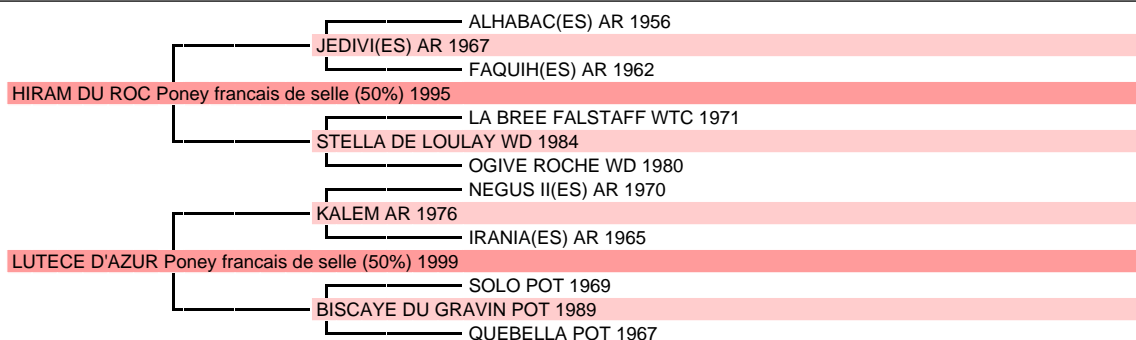 ALHABAC(ES) AR 1956
JEDIVI(ES) AR 1967
FAQUIH(ES) AR 1962
HIRAM DU ROC Poney francais de selle (50%) 1995
LA BREE FALSTAFF WTC 1971
STELLA DE LOULAY WD 1984
OGIVE ROCHE WD 1980
NEGUS II(ES) AR 1970
KALEM AR 1976
IRANIA(ES) AR 1965
LUTECE D'AZUR Poney francais de selle (50%) 1999
SOLO POT 1969
BISCAYE DU GRAVIN POT 1989
QUEBELLA POT 1967